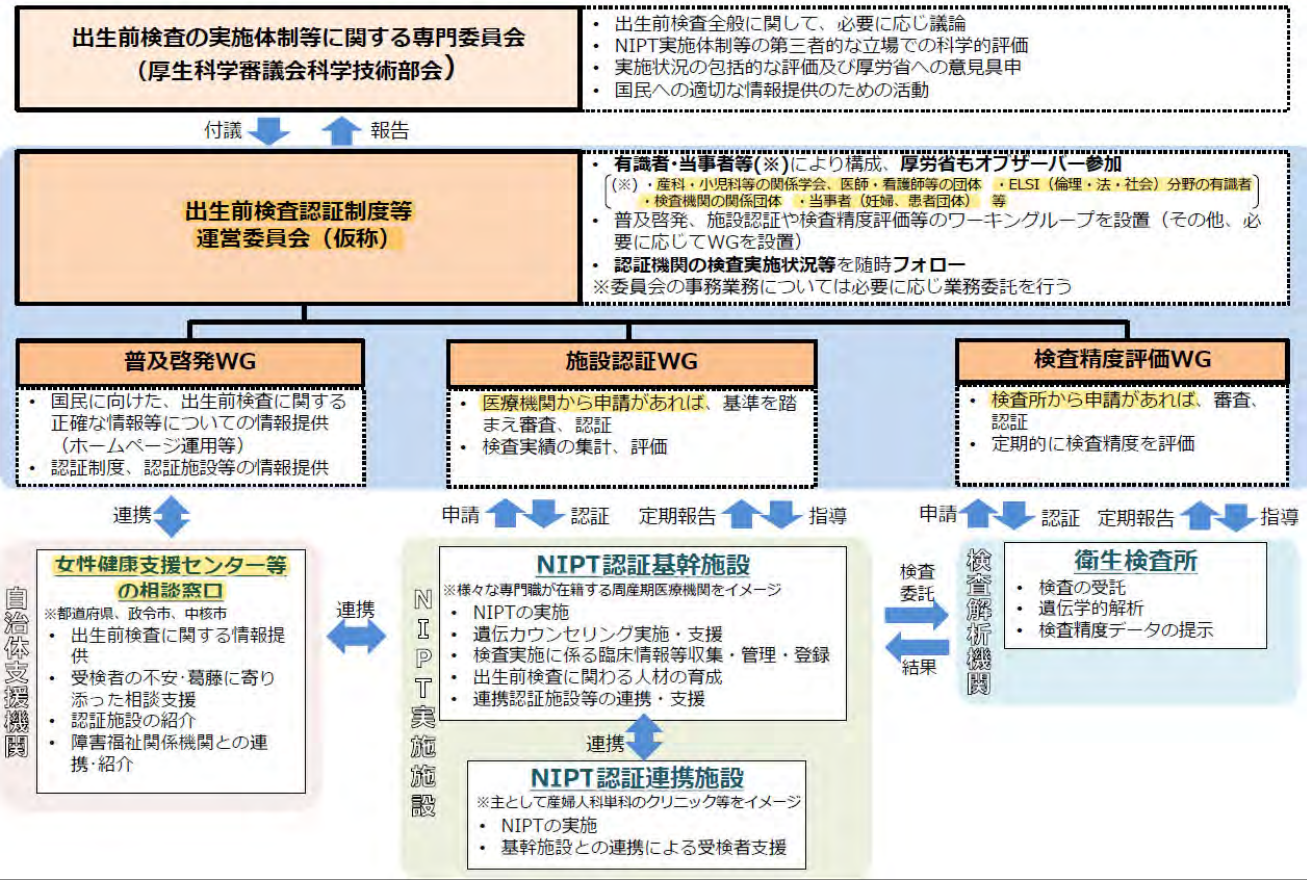 出生前検査の実施体制等に関する専門委員会
(厚生科学審議会科学技術部会)
• 出生前検査全般に関して、必要に応じ議論
• NIPT実施体制等の第三者的な立場での科学的評価
• 実施状況の包括的な評価及び厚労省への意見具申
• 国民への適切な情報提供のための活動
付議
報告
出生前検査認証制度等
運営委員会(仮称)
• 有識者・当事者等(※)により構成、厚労省もオブザーバー参加
(※)・産科・小児科等の関係学会、医師・看護師等の団体 ・ELSI(倫理・法・社会)分野の有識者
・検査機関の関係団体 ・当事者(妊婦、患者団体) 等
• 普及啓発、施設認証や検査精度評価等のワーキンググループを設置(その他、必
要に応じてWGを設置)
• 認証機関の検査実施状況等を随時フォロー
※委員会の事務業務については必要に応じ業務委託を行う
普及啓発WG
• 国民に向けた、出生前検査に関する
正確な情報等についての情報提供
(ホームページ運用等)
• 認証制度、認証施設等の情報提供
施設認証WG
• 医療機関から申請があれば、基準を踏
まえ審査、認証
• 検査実績の集計、評価
検査精度評価WG
• 検査所から申請があれば、審査、
認証
• 定期的に検査精度を評価
連携
申請
認証
定期報告
指導
申請
認証
定期報告
指導
自治体支援機関
女性健康支援センター等
の相談窓口
※都道府県、政令市、中核市
• 出生前検査に関する情報提
供
• 受検者の不安・葛藤に寄り
添った相談支援
• 認証施設の紹介
• 障害福祉関係機関との連
携・紹介
連携
NIPT実施施設
NIPT認証基幹施設
※様々な専門職が在籍する周産期医療機関をイメージ
• NIPTの実施
• 遺伝カウンセリング実施・支援
• 検査実施に係る臨床情報等収集・管理・登録
• 出生前検査に関わる人材の育成
• 連携認証施設等の連携・支援
連携
NIPT認証連携施設
※主として産婦人科単科のクリニック等をイメージ
• NIPTの実施
• 基幹施設との連携による受検者支援
検査
委託
結果
検査解析機関
衛生検査所
• 検査の受託
• 遺伝学的解析
• 検査精度データの提示